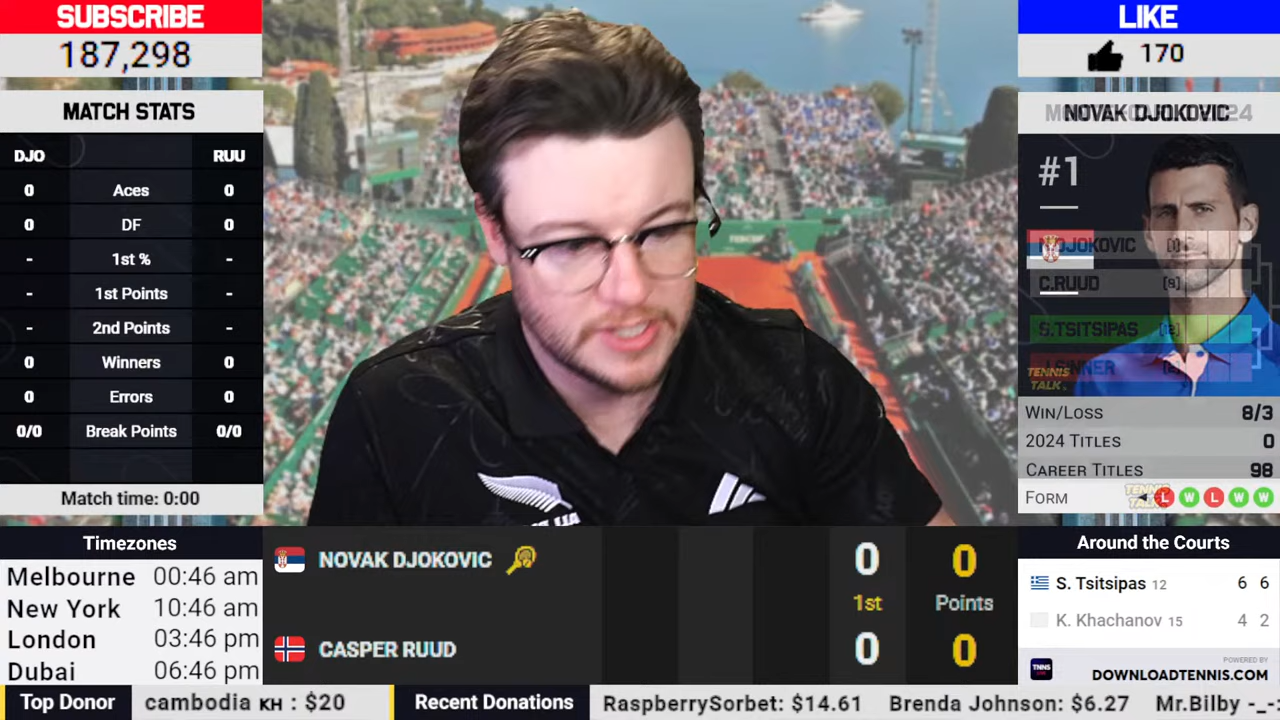 SUBSCRIBE
187,298
MATCH STATS
DJO RUU
0 Aces 0
0 DF 0
- 1st % -
- 1st Points -
- 2nd Points -
0 Winners 0
0 Errors 0
0/0 Break Points 0/0
Match time: 0:00
Timezones
Melbourne 00:46 am
New York 10:46 am
London 03:46 pm
Dubai 06:46 pm
NOVAK DJOKOVIC 0 0
1st Points
CASPER RUUD 0 0
LIKE
170
NOVAK DJOKOVIC
#1
N.DJOKOVIC
C.RUUD
S.TSITSIPAS
TENNIS
TALK
WIN/LOSS 8/3
2024 TITLES 0
CAREER TITLES 98
FORM L W L W W
Around the Courts
S. Tsitsipas 12 6 6
K. Khachanov 15 4 2
POWERED BY
DOWNLOADTENNIS.COM
Top Donor cambodia KH : $20 Recent Donations RaspberrySorbet: $14.61 Brenda Johnson: $6.27 Mr.Bilby -_-